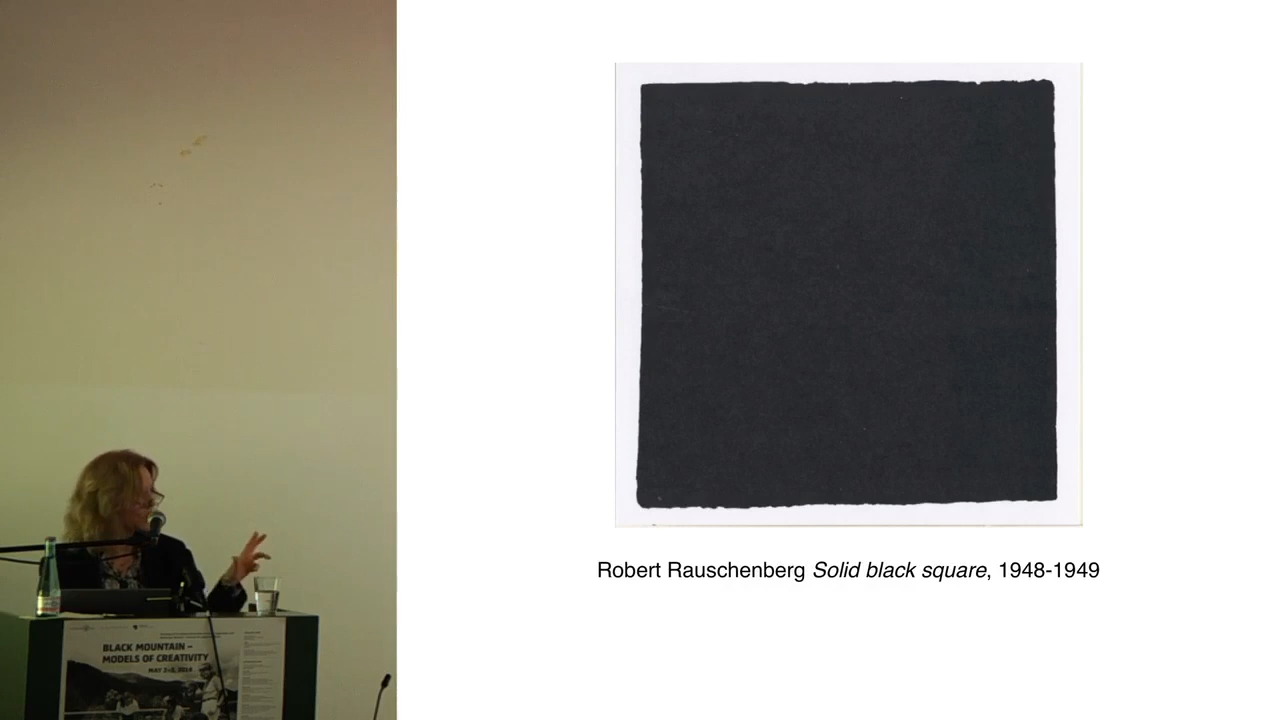 Robert Rauschenberg Solid black square, 1948-1949
BLACK MOUNTAIN –
MODELS OF CREATIVITY
MAY 2–3, 2014